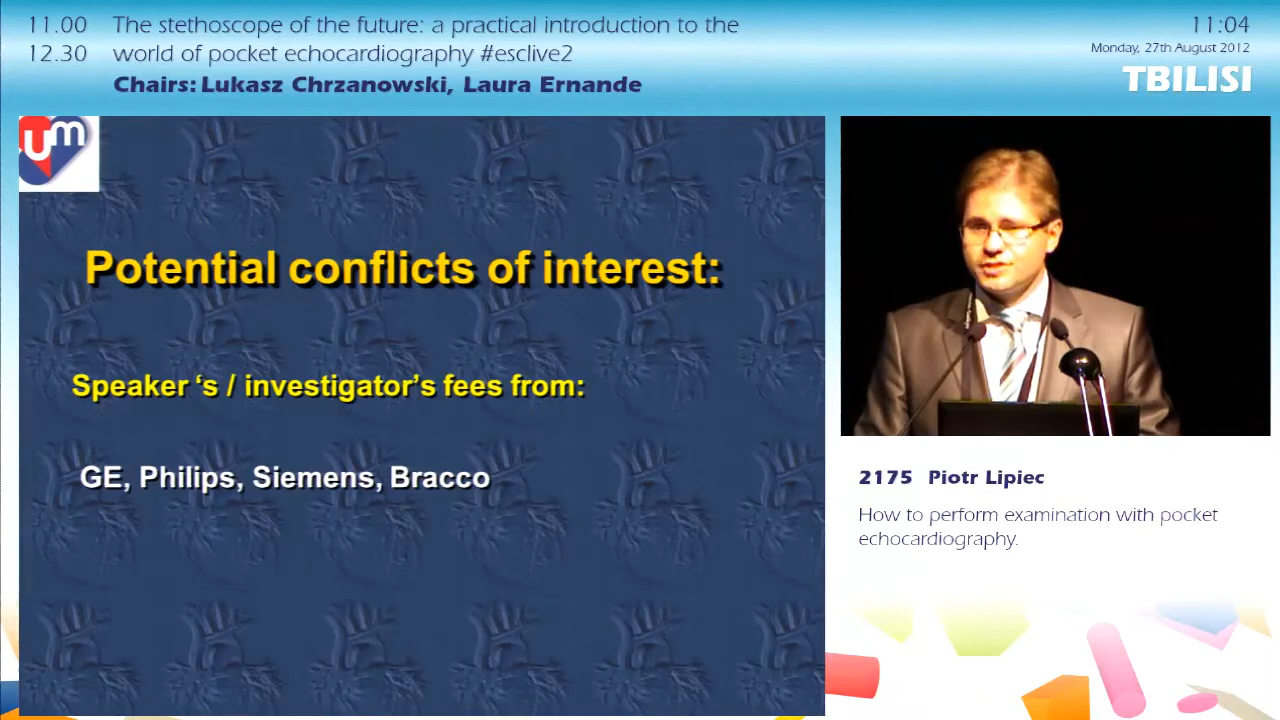 11.00 The stethoscope of the future: a practical introduction to the
12.30 world of pocket echocardiography #esclive2
Chairs: Lukasz Chrzanowski, Laura Ernande
11:04
Monday, 27th August 2012
TBILISI
um
Potential conflicts of interest:
Speaker ‘s / investigator’s fees from:
GE, Philips, Siemens, Bracco
2175 Piotr Lipiec
How to perform examination with pocket
echocardiography.